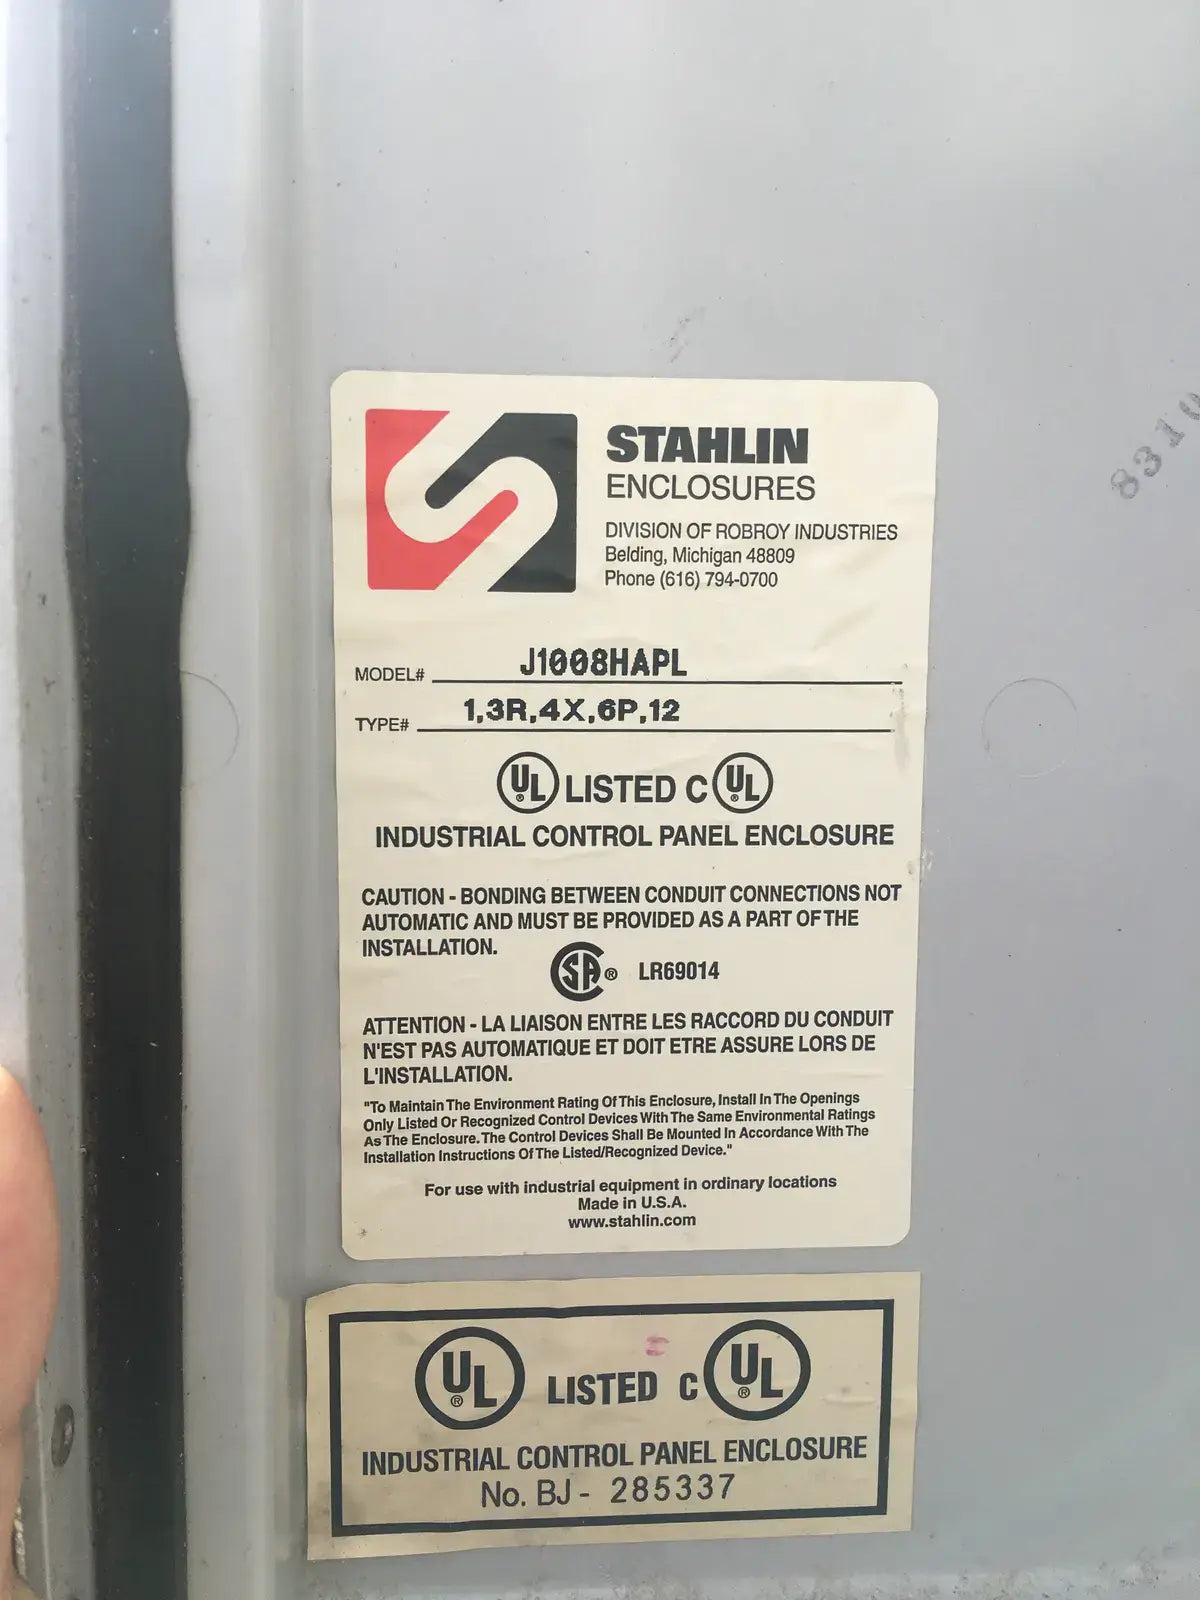 STAHLIN
ENCLOSURES
DIVISION OF ROBROY INDUSTRIES
Belding, Michigan 48809
Phone (616) 794-0700
MODEL# J1008HAPL
TYPE# 1,3R,4X,6P,12
UL® LISTED C UL®
INDUSTRIAL CONTROL PANEL ENCLOSURE
CAUTION - BONDING BETWEEN CONDUIT CONNECTIONS NOT
AUTOMATIC AND MUST BE PROVIDED AS A PART OF THE
INSTALLATION.
SA® LR69014
ATTENTION - LA LIAISON ENTRE LES RACCORD DU CONDUIT
N'EST PAS AUTOMATIQUE ET DOIT ETRE ASSURE LORS DE
L'INSTALLATION.
"To Maintain The Environment Rating Of This Enclosure, Install In The Openings
Only Listed Or Recognized Control Devices With The Same Environmental Ratings
As The Enclosure. The Control Devices Shall Be Mounted In Accordance With The
Installation Instructions Of The Listed/Recognized Device."
For use with industrial equipment in ordinary locations
Made in U.S.A.
www.stahlin.com
UL® LISTED C UL®
INDUSTRIAL CONTROL PANEL ENCLOSURE
No. BJ - 285337